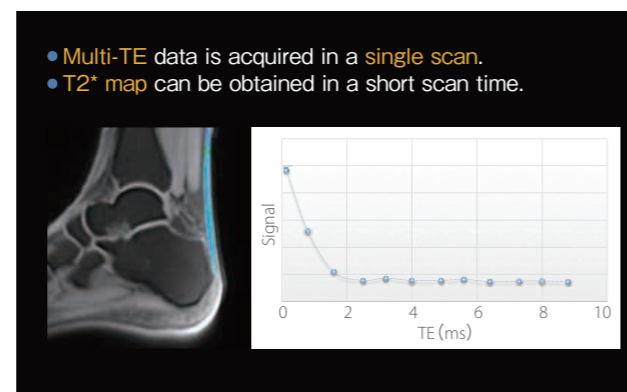 ● Multi-TE data is acquired in a single scan.
● T2* map can be obtained in a short scan time.
Signal
0 2 4 6 8 10
TE (ms)